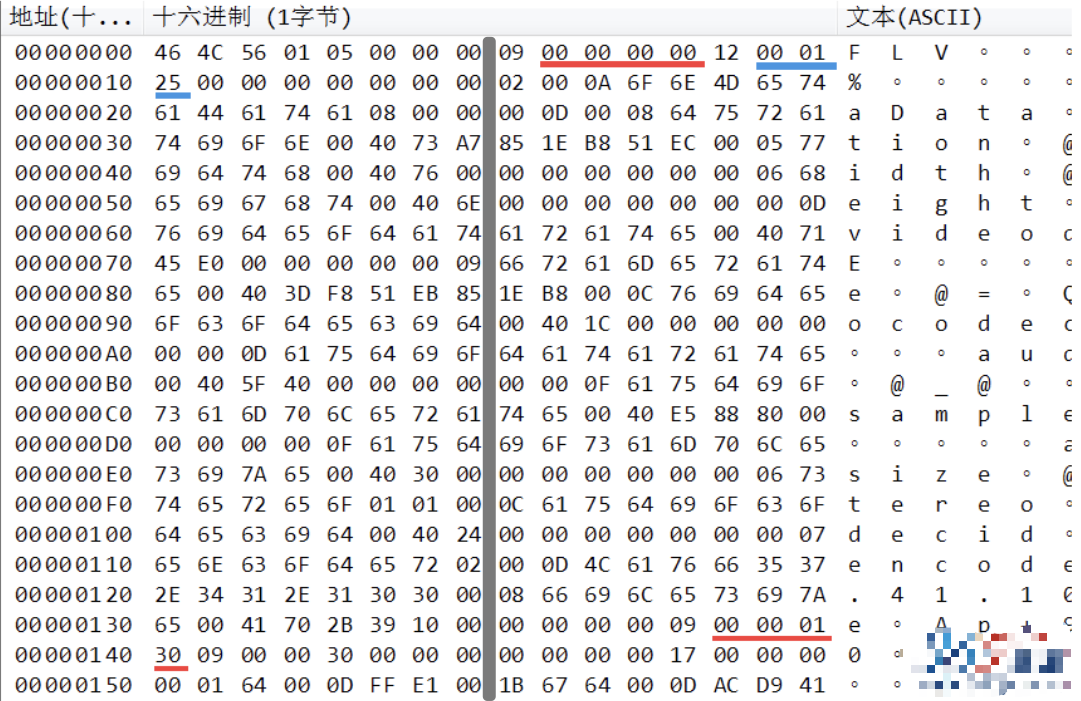 地址(十... 十六进制 (1字节) 文本(ASCII)
00000000 46 4C 56 01 05 00 00 00 09 00 00 00 00 12 00 01 F L V ◦ ◦ ◦
00000010 25 00 00 00 00 00 00 00 02 00 0A 6F 6E 4D 65 74 % ◦ ◦ ◦ ◦ ◦
00000020 61 44 61 74 61 08 00 00 00 0D 00 08 64 75 72 61 a D a t a ◦
00000030 74 69 6F 6E 00 40 73 A7 85 1E B8 51 EC 00 05 77 t i o n ◦ @
00000040 69 64 74 68 00 40 76 00 00 00 00 00 00 00 06 68 i d t h ◦ @
00000050 65 69 67 68 74 00 40 6E 00 00 00 00 00 00 00 0D e i g h t ◦
00000060 76 69 64 65 6F 64 61 74 61 72 61 74 65 00 40 71 v i d e o d
00000070 45 E0 00 00 00 00 00 09 66 72 61 6D 65 72 61 74 E ◦ ◦ ◦ ◦ ◦
00000080 65 00 40 3D F8 51 EB 85 1E B8 00 0C 76 69 64 65 e ◦ @ = ◦ Q
00000090 6F 63 6F 64 65 63 69 64 00 40 1C 00 00 00 00 00 o c o d e c
000000A0 00 00 0D 61 75 64 69 6F 64 61 74 61 72 61 74 65 ◦ ◦ ◦ a u d
000000B0 00 40 5F 40 00 00 00 00 00 00 0F 61 75 64 69 6F ◦ @ _ @ ◦ ◦
000000C0 73 61 6D 70 6C 65 72 61 74 65 00 40 E5 88 80 00 s a m p l e
000000D0 00 00 00 00 0F 61 75 64 69 6F 73 61 6D 70 6C 65 ◦ ◦ ◦ ◦ ◦ a
000000E0 73 69 7A 65 00 40 30 00 00 00 00 00 00 00 06 73 s i z e ◦ @
000000F0 74 65 72 65 6F 01 01 00 0C 61 75 64 69 6F 63 6F t e r e o ◦
00000100 64 65 63 69 64 00 40 24 00 00 00 00 00 00 00 07 d e c i d ◦
00000110 65 6E 63 6F 64 65 72 02 00 0D 4C 61 76 66 35 37 e n c o d e
00000120 2E 34 31 2E 31 30 30 00 08 66 69 6C 65 73 69 7A . 4 1 . 1 0
00000130 65 00 41 70 2B 39 10 00 00 00 00 00 09 00 00 01 e ◦ A p + 9
00000140 30 09 00 00 30 00 00 00 00 00 00 00 17 00 00 00 0 ◦
00000150 00 01 64 00 0D FF E1 00 1B 67 64 00 0D AC D9 41 ◦ ◦